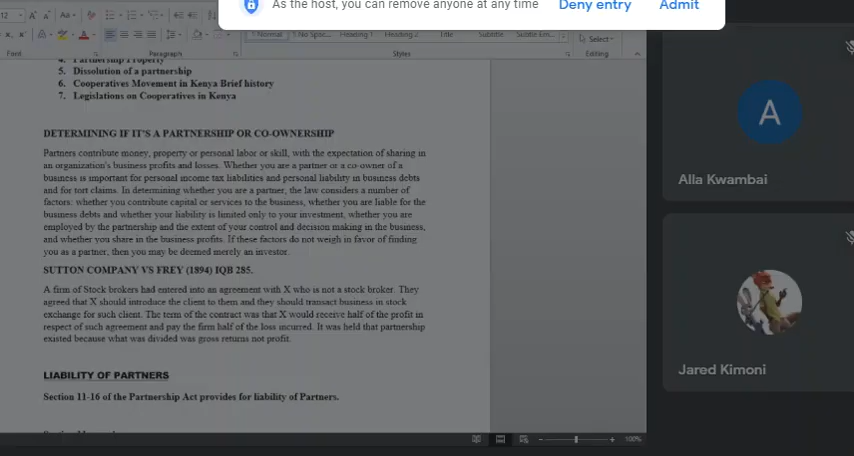 As the host, you can remove anyone at any time
Deny entry
Admit
12
Font
Paragraph
1 Normal
1 No Spac...
Heading 1
Heading 2
Title
Subtitle
Subtle Em...
Styles
Select
Editing
4. Partnership Property
5. Dissolution of a partnership
6. Cooperatives Movement in Kenya Brief history
7. Legislations on Cooperatives in Kenya
DETERMINING IF IT'S A PARTNERSHIP OR CO-OWNERSHIP
Partners contribute money, property or personal labor or skill, with the expectation of sharing in
an organization's business profits and losses. Whether you are a partner or a co-owner of a
business is important for personal income tax liabilities and personal liability in business debts
and for tort claims. In determining whether you are a partner, the law considers a number of
factors: whether you contribute capital or services to the business, whether you are liable for the
business debts and whether your liability is limited only to your investment, whether you are
employed by the partnership and the extent of your control and decision making in the business,
and whether you share in the business profits. If these factors do not weigh in favor of finding
you as a partner, then you may be deemed merely an investor.
SUTTON COMPANY VS FREY (1894) IQB 285.
A firm of Stock brokers had entered into an agreement with X who is not a stock broker. They
agreed that X should introduce the client to them and they should transact business in stock
exchange for such client. The term of the contract was that X would receive half of the profit in
respect of such agreement and pay the firm half of the loss incurred. It was held that partnership
existed because what was divided was gross returns not profit.
LIABILITY OF PARTNERS
Section 11-16 of the Partnership Act provides for liability of Partners.
100%
A
Alla Kwambai
Jared Kimoni